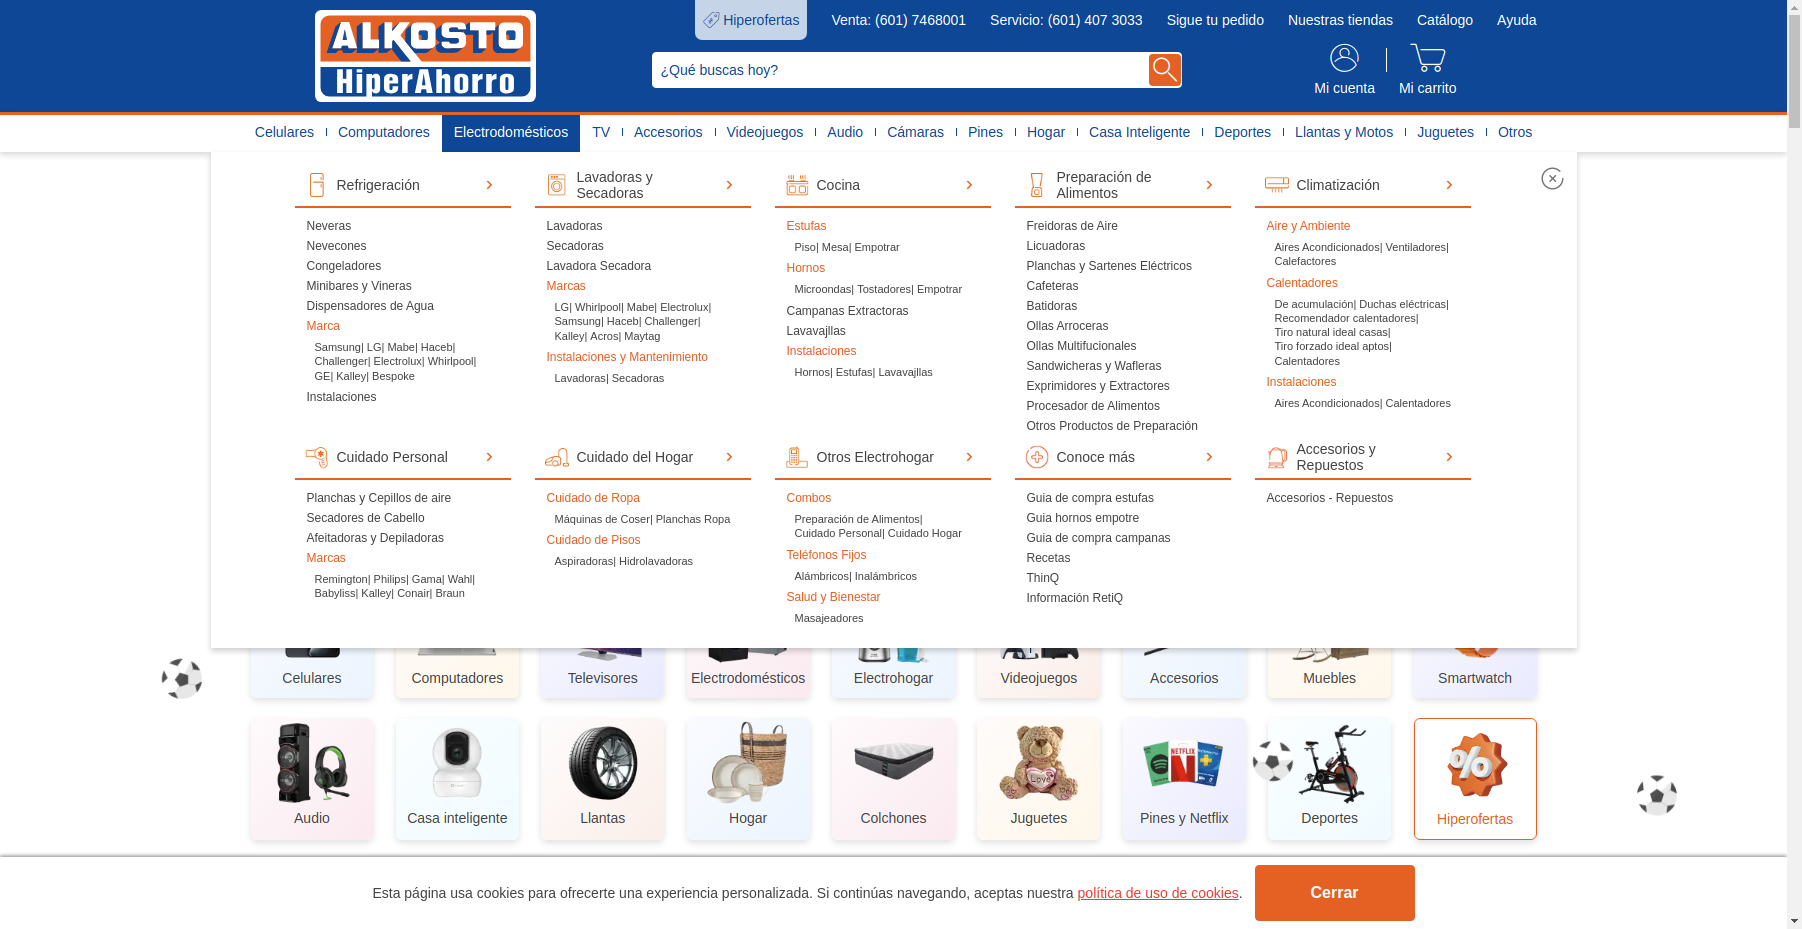 ALKOSTO
HiperAhorro
Hiperofertas
Venta: (601) 7468001
Servicio: (601) 407 3033
Sigue tu pedido
Nuestras tiendas
Catálogo
Ayuda
¿Qué buscas hoy?
Mi cuenta
Mi carrito
Celulares
Computadores
Electrodomésticos
TV
Accesorios
Videojuegos
Audio
Cámaras
Pines
Hogar
Casa Inteligente
Deportes
Llantas y Motos
Juguetes
Otros
Refrigeración
Neveras
Nevecones
Congeladores
Minibares y Vineras
Dispensadores de Agua
Marca
Samsung| LG| Mabe| Haceb|
Challenger| Electrolux| Whirlpool|
GE| Kalley| Bespoke
Instalaciones
Lavadoras y
Secadoras
Lavadoras
Secadoras
Lavadora Secadora
Marcas
LG| Whirlpool| Mabe| Electrolux|
Samsung| Haceb| Challenger|
Kalley| Acros| Maytag
Instalaciones y Mantenimiento
Lavadoras| Secadoras
Cocina
Estufas
Piso| Mesa| Empotrar
Hornos
Microondas| Tostadores| Empotrar
Campanas Extractoras
Lavavajllas
Instalaciones
Hornos| Estufas| Lavavajllas
Preparación de
Alimentos
Freidoras de Aire
Licuadoras
Planchas y Sartenes Eléctricos
Cafeteras
Batidoras
Ollas Arroceras
Ollas Multifucionales
Sandwicheras y Wafleras
Exprimidores y Extractores
Procesador de Alimentos
Otros Productos de Preparación
Climatización
Aire y Ambiente
Aires Acondicionados| Ventiladores|
Calefactores
Calentadores
De acumulación| Duchas eléctricas|
Recomendador calentadores|
Tiro natural ideal casas|
Tiro forzado ideal aptos|
Calentadores
Instalaciones
Aires Acondicionados| Calentadores
Cuidado Personal
Planchas y Cepillos de aire
Secadores de Cabello
Afeitadoras y Depiladoras
Marcas
Remington| Philips| Gama| Wahl|
Babyliss| Kalley| Conair| Braun
Cuidado del Hogar
Cuidado de Ropa
Máquinas de Coser| Planchas Ropa
Cuidado de Pisos
Aspiradoras| Hidrolavadoras
Otros Electrohogar
Combos
Preparación de Alimentos|
Cuidado Personal| Cuidado Hogar
Teléfonos Fijos
Alámbricos| Inalámbricos
Salud y Bienestar
Masajeadores
Conoce más
Guia de compra estufas
Guia hornos empotre
Guia de compra campanas
Recetas
ThinQ
Información RetiQ
Accesorios y
Repuestos
Accesorios - Repuestos
Celulares
Computadores
Televisores
Electrodomésticos
Electrohogar
Videojuegos
Accesorios
Muebles
Smartwatch
Love
NETFLIX
%
Audio
Casa inteligente
Llantas
Hogar
Colchones
Juguetes
Pines y Netflix
Deportes
Hiperofertas
Esta página usa cookies para ofrecerte una experiencia personalizada. Si continúas navegando, aceptas nuestra política de uso de cookies.
Cerrar